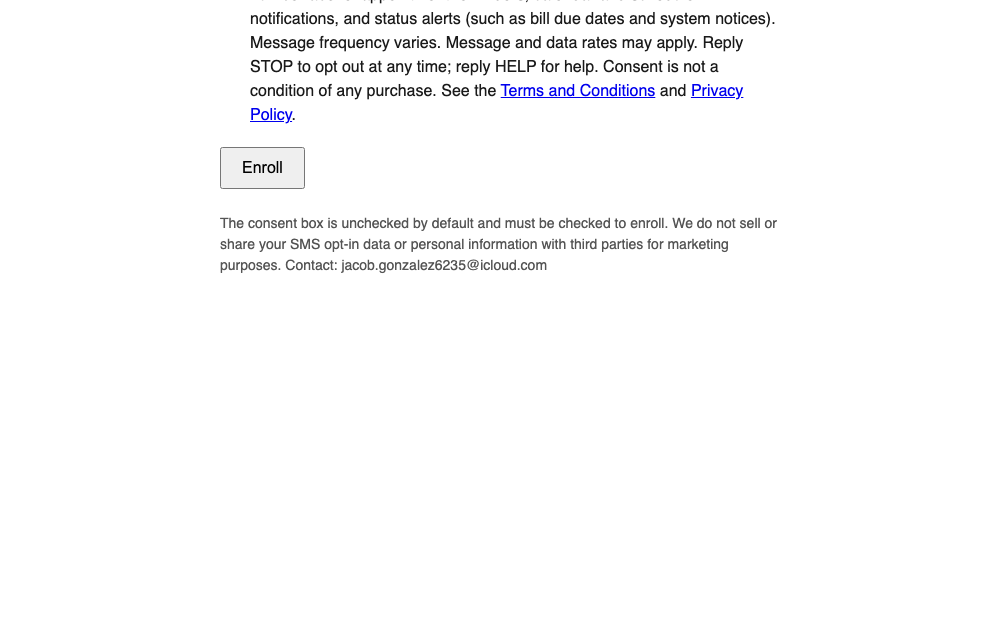 notifications, and status alerts (such as bill due dates and system notices).
Message frequency varies. Message and data rates may apply. Reply
STOP to opt out at any time; reply HELP for help. Consent is not a
condition of any purchase. See the Terms and Conditions and Privacy
Policy.
Enroll
The consent box is unchecked by default and must be checked to enroll. We do not sell or
share your SMS opt-in data or personal information with third parties for marketing
purposes. Contact: jacob.gonzalez6235@icloud.com